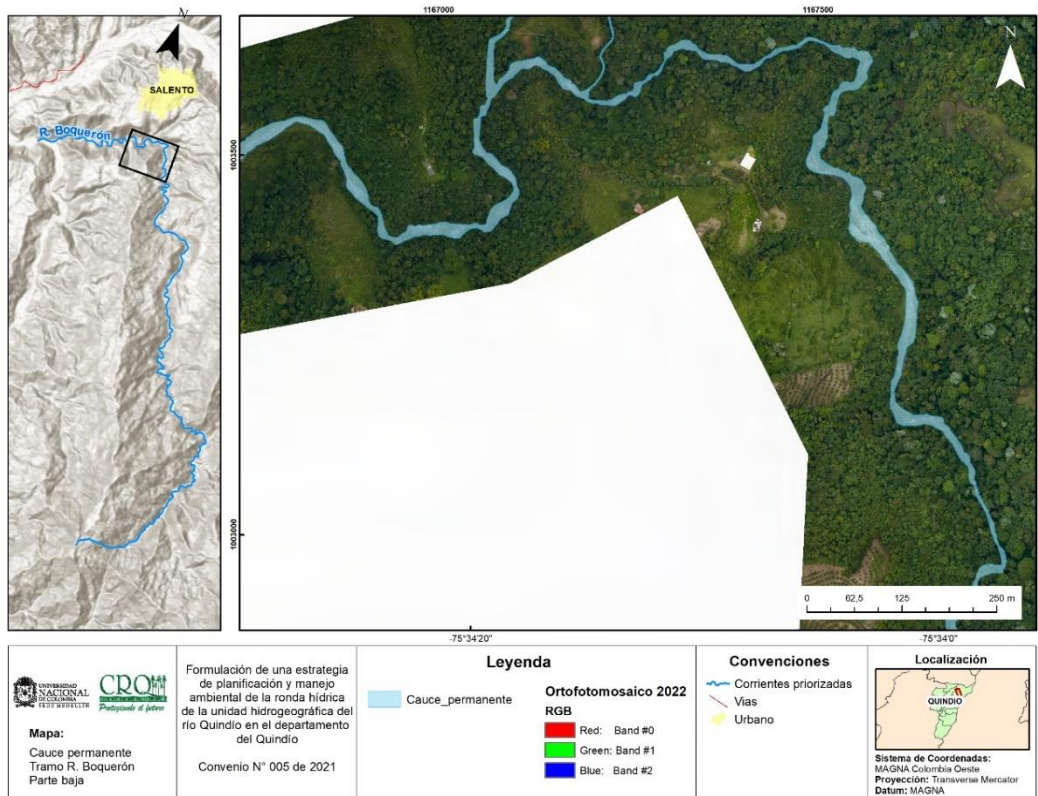 N
SALENTO
R. Boquerón
1167000
1167500
N
1003500
1003000
0 62,5 125 250 m
-75°34'20"
-75°34'0"
UNIVERSIDAD
NACIONAL
DE COLOMBIA
SEDE MEDELLÍN
CRQ
Protegiendo el futuro
Mapa:
Cauce permanente
Tramo R. Boquerón
Parte baja
Formulación de una estrategia
de planificación y manejo
ambiental de la ronda hídrica
de la unidad hidrogeográfica del
río Quindío en el departamento
del Quindío
Convenio N° 005 de 2021
Leyenda
Cauce_permanente
Ortofotomosaico 2022
RGB
Red: Band #0
Green: Band #1
Blue: Band #2
Convenciones
Corrientes priorizadas
Vias
Urbano
Localización
QUINDIO
Sistema de Coordenadas:
MAGNA Colombia Oeste
Proyección: Transverse Mercator
Datum: MAGNA